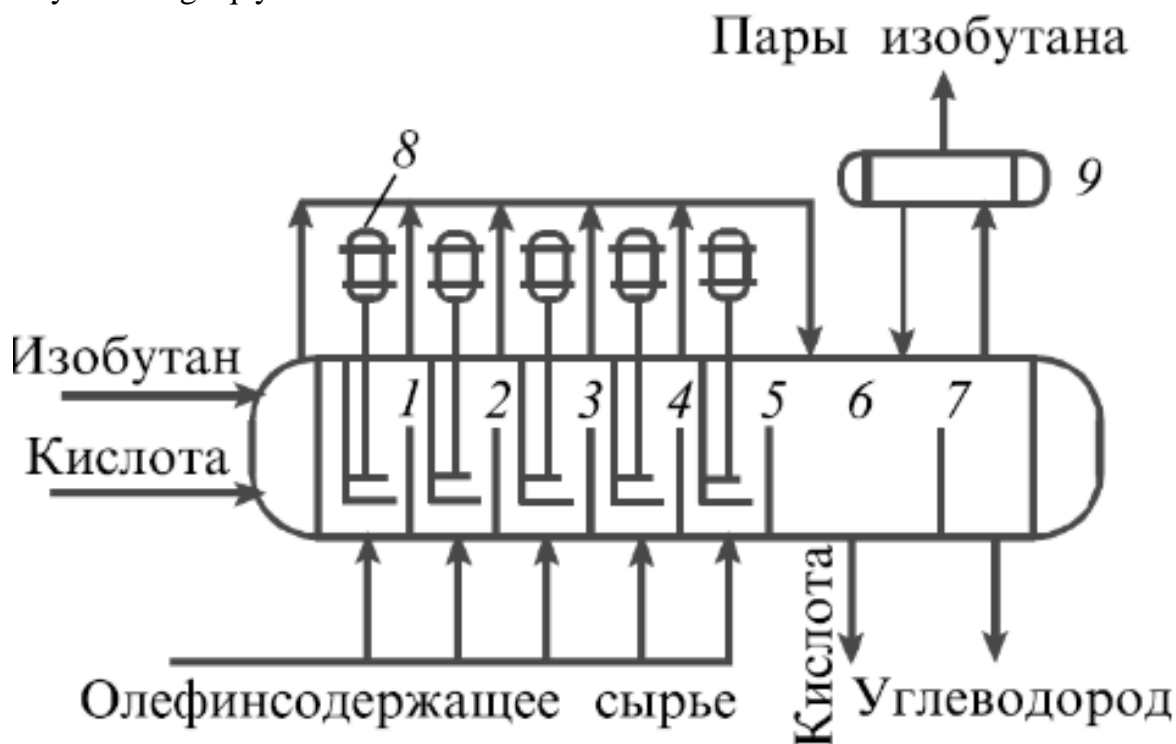 Пары изобутана
8
9
Изобутан
1 2 3 4 5 6 7
Кислота
Кислота
Олефинсодержащее сырье
Углеводород